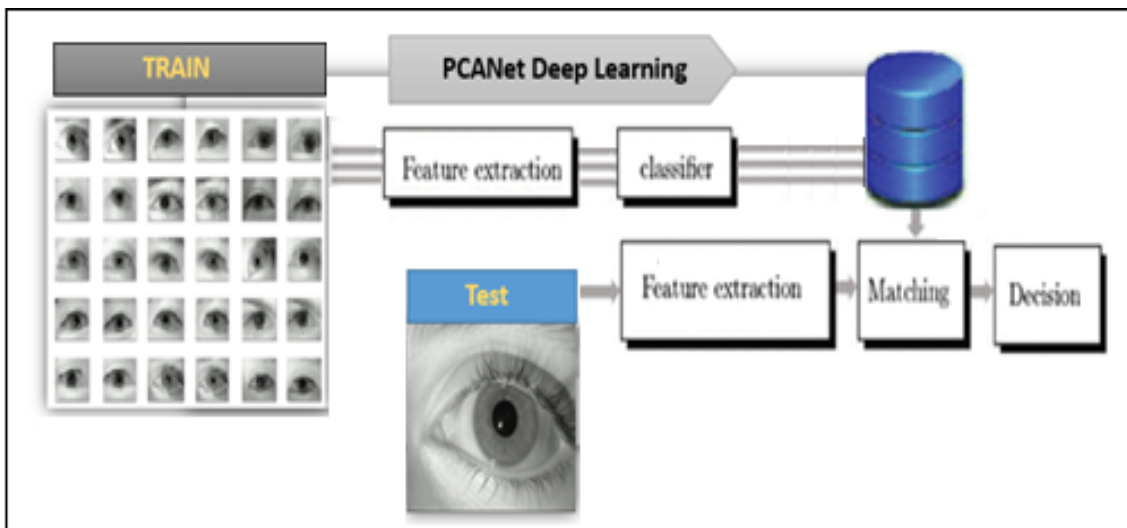 TRAIN
PCANet Deep Learning
Feature extraction
classifier
Test
Feature extraction
Matching
Decision